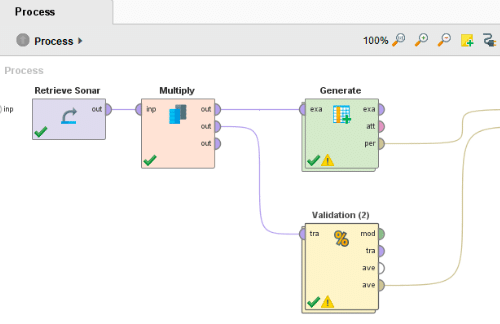 Process
Process
100%
Process
inp
Retrieve Sonar
out
Multiply
inp
out
out
out
Generate
exa
exa
att
per
Validation (2)
tra
mod
tra
ave
ave